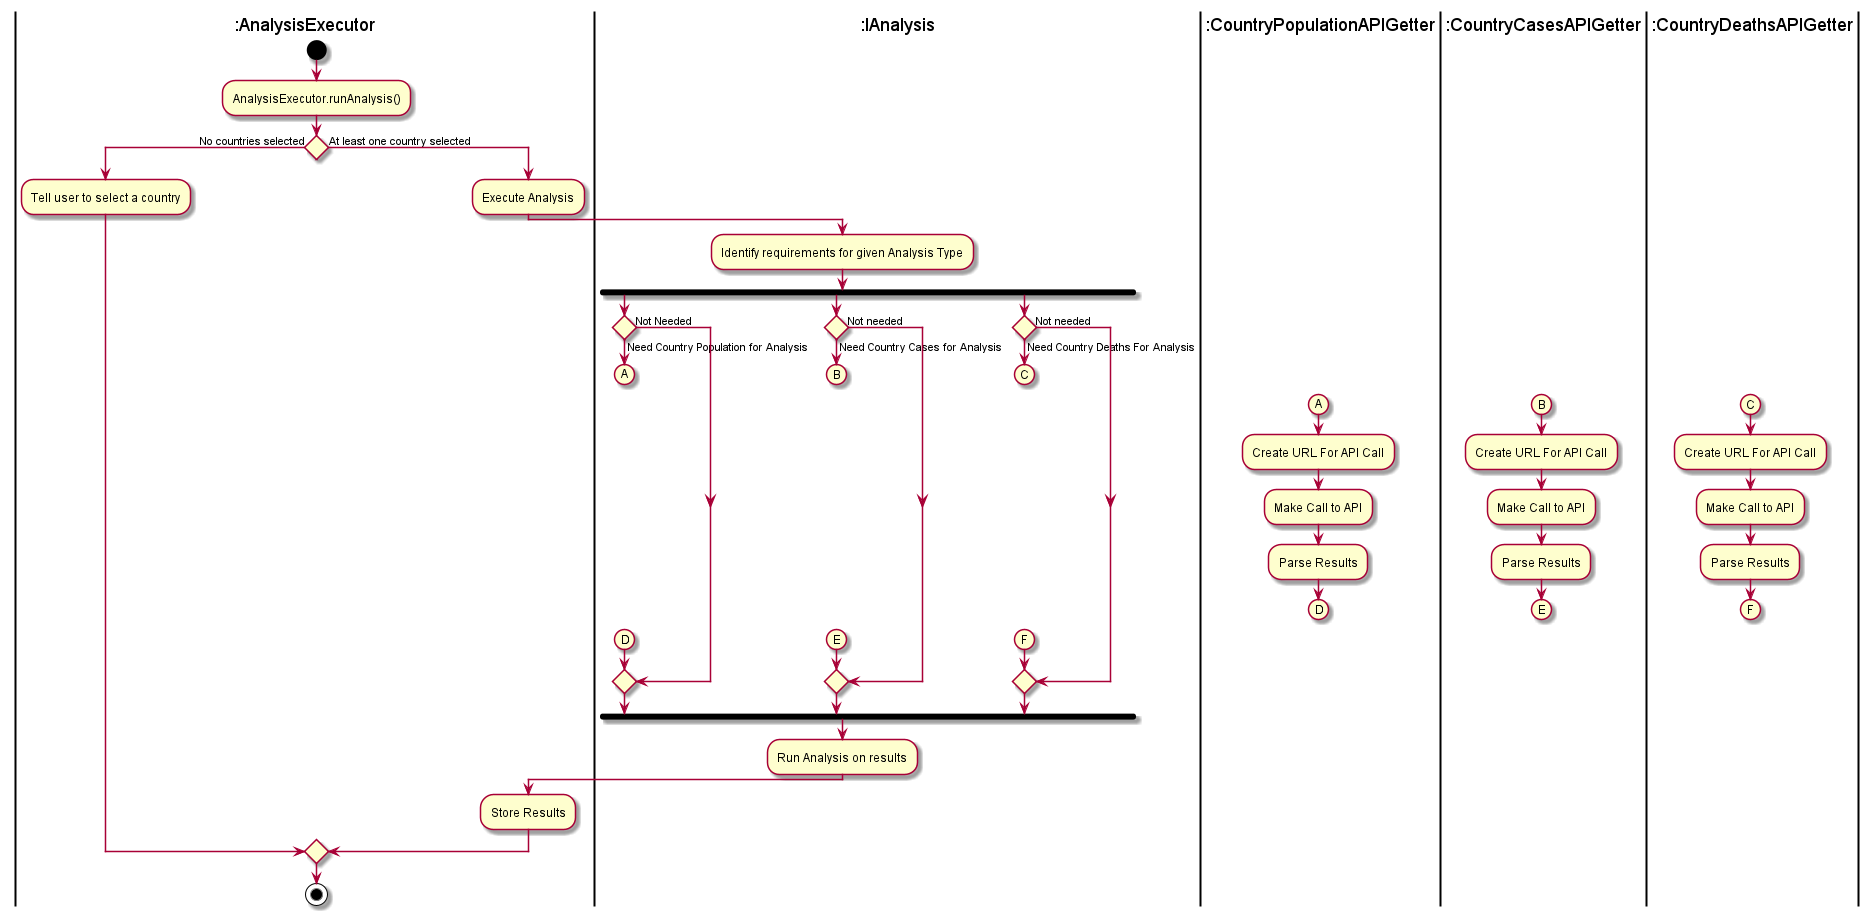 :AnalysisExecutor
:IAnalysis
:CountryPopulationAPIGetter
:CountryCasesAPIGetter
:CountryDeathsAPIGetter
AnalysisExecutor.runAnalysis()
No countries selected
At least one country selected
Tell user to select a country
Execute Analysis
Identify requirements for given Analysis Type
Not Needed
Not needed
Not needed
Need Country Population for Analysis
Need Country Cases for Analysis
Need Country Deaths For Analysis
A
B
C
A
B
C
Create URL For API Call
Create URL For API Call
Create URL For API Call
Make Call to API
Make Call to API
Make Call to API
Parse Results
Parse Results
Parse Results
D
E
F
D
E
F
Run Analysis on results
Store Results